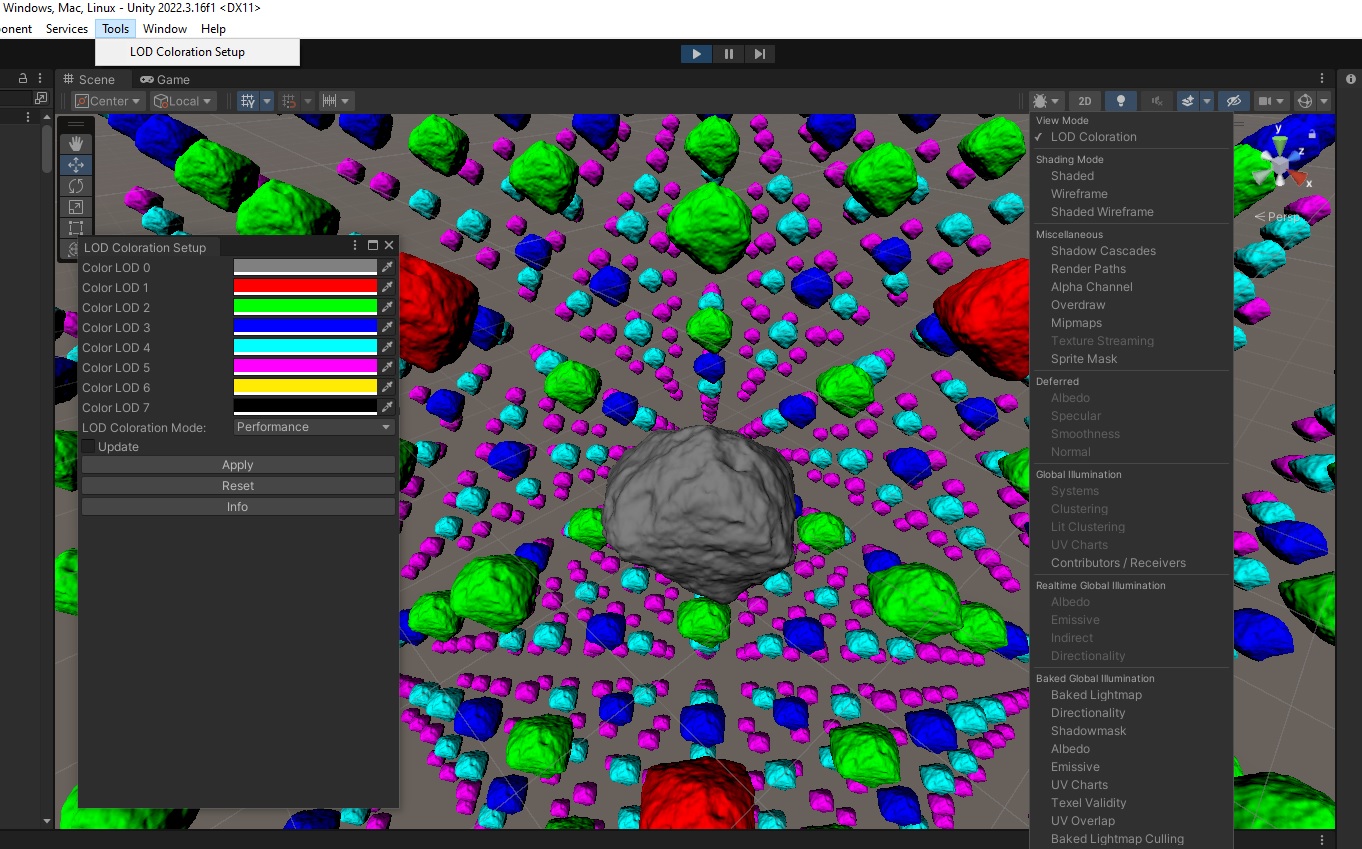 Windows, Mac, Linux - Unity 2022.3.16f1 <DX11>
onent Services Tools Window Help
LOD Coloration Setup
Scene Game
Center Local 2D
LOD Coloration Setup
Color LOD 0
Color LOD 1
Color LOD 2
Color LOD 3
Color LOD 4
Color LOD 5
Color LOD 6
Color LOD 7
LOD Coloration Mode: Performance
Update
Apply
Reset
Info
View Mode
✓ LOD Coloration
Shading Mode
Shaded
Wireframe
Shaded Wireframe
Miscellaneous
Shadow Cascades
Render Paths
Alpha Channel
Overdraw
Mipmaps
Texture Streaming
Sprite Mask
Deferred
Albedo
Specular
Smoothness
Normal
Global Illumination
Systems
Clustering
Lit Clustering
UV Charts
Contributors / Receivers
Realtime Global Illumination
Albedo
Emissive
Indirect
Directionality
Baked Global Illumination
Baked Lightmap
Directionality
Shadowmask
Albedo
Emissive
UV Charts
Texel Validity
UV Overlap
Baked Lightmap Culling
y
z
x
Persp